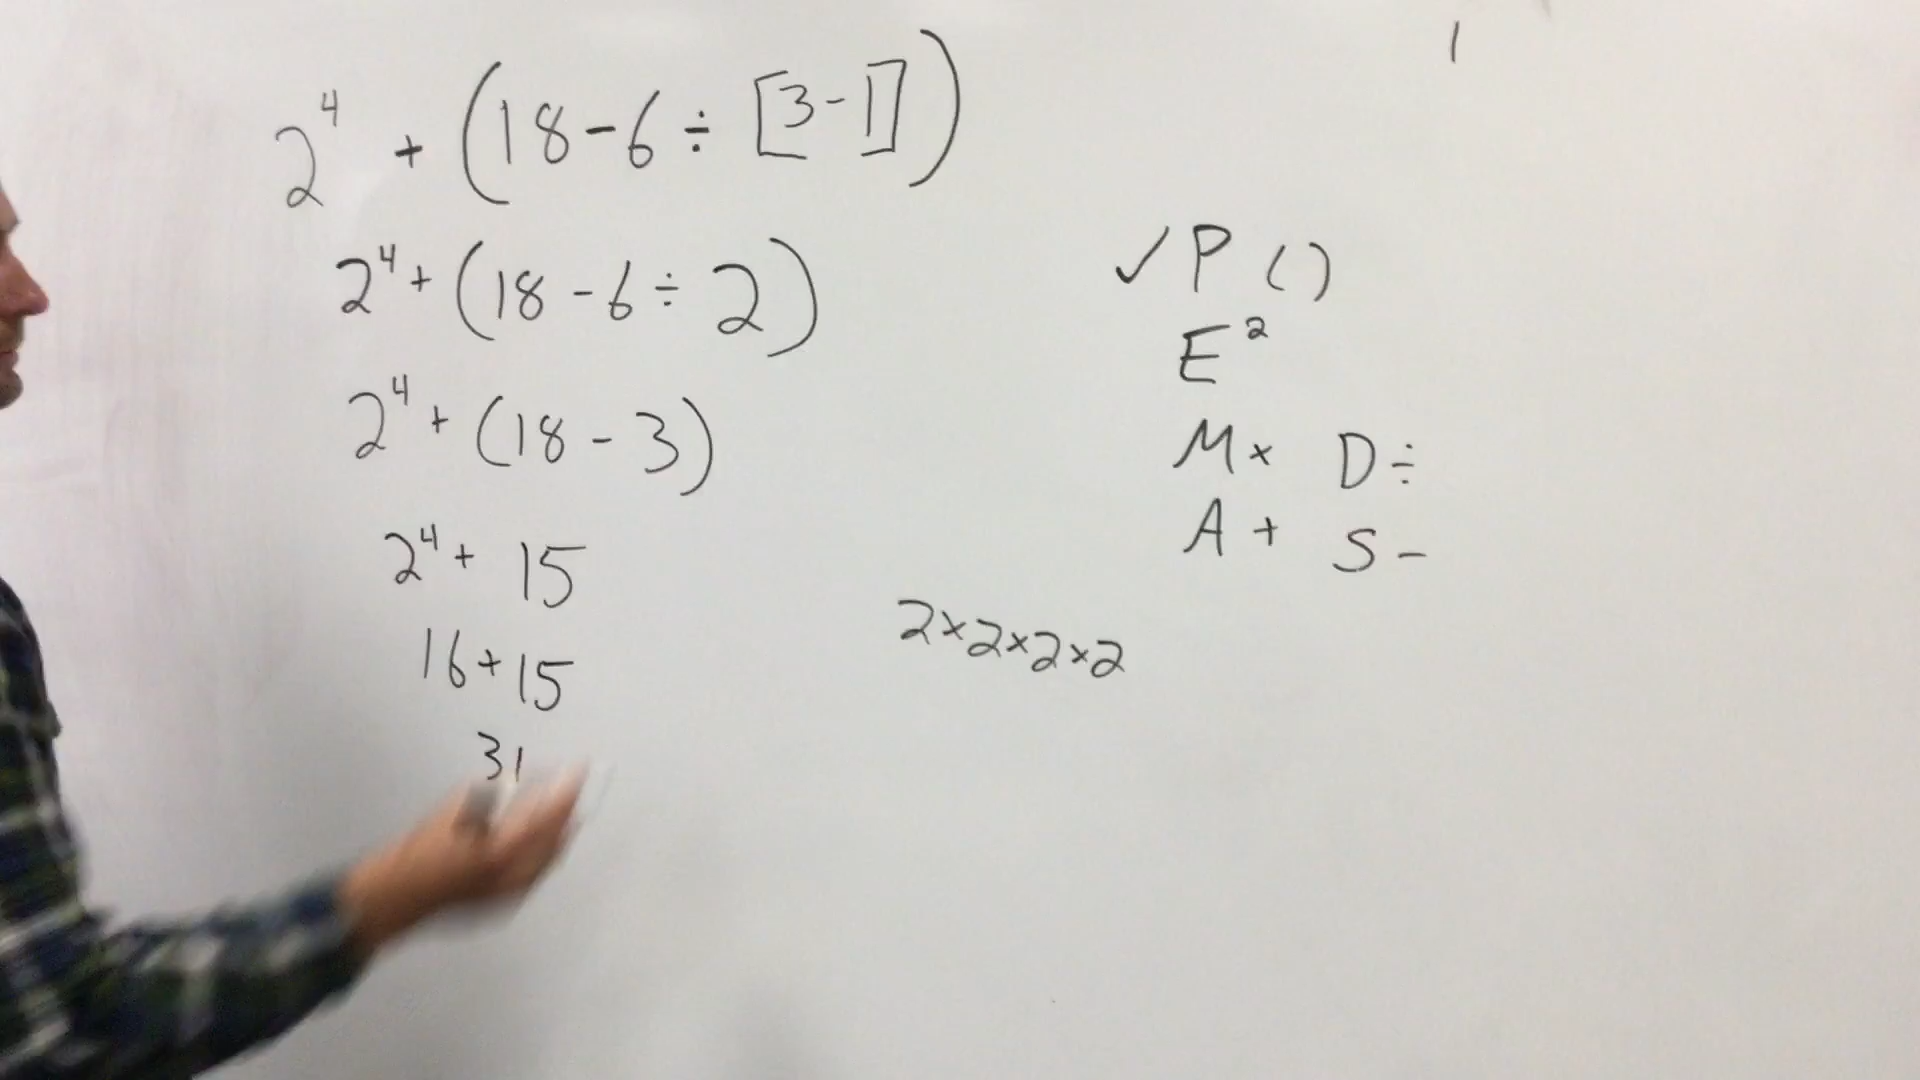 2⁴ + (18 - 6 ÷ [3 - 1])
2⁴ + (18 - 6 ÷ 2)
2⁴ + (18 - 3)
2⁴ + 15
16 + 15
31
✓ P ( )
E²
M × D ÷
A + S -
2 × 2 × 2 × 2